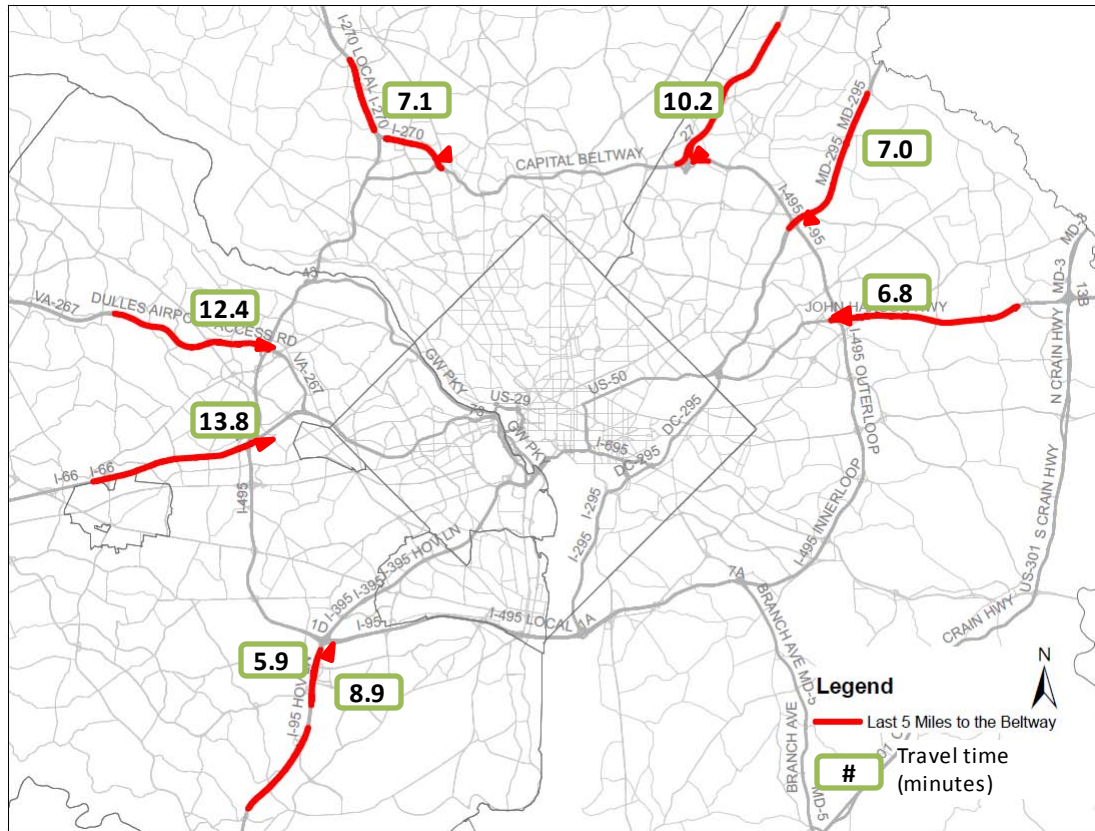 I-270 LOCAL
I-270
I-270
7.1
10.2
27
MD-295
MD-295
7.0
CAPITAL BELTWAY
I-495
I-95
MD-3
MD-3
13B
6.8
43
VA-267
DULLES AIRPORT ACCESS RD
12.4
VA-267
I-495 OUTERLOOP
N CRAIN HWY
GW PKY
US-50
US-29
13.8
GW PKY
I-695
DC-295
DC-295
I-66
I-66
I-495
I-295
I-295
I-495 INNERLOOP
US-301
S CRAIN HWY
I-395 HOV LN
I-395
I-395
1D
I-95
I-495 LOCAL
1A
7A
BRANCH AVE
CRAIN HWY
5.9
8.9
I-95 HOV LN
BRANCH AVE
MD-5
Legend
N
Last 5 Miles to the Beltway
#
Travel time
(minutes)